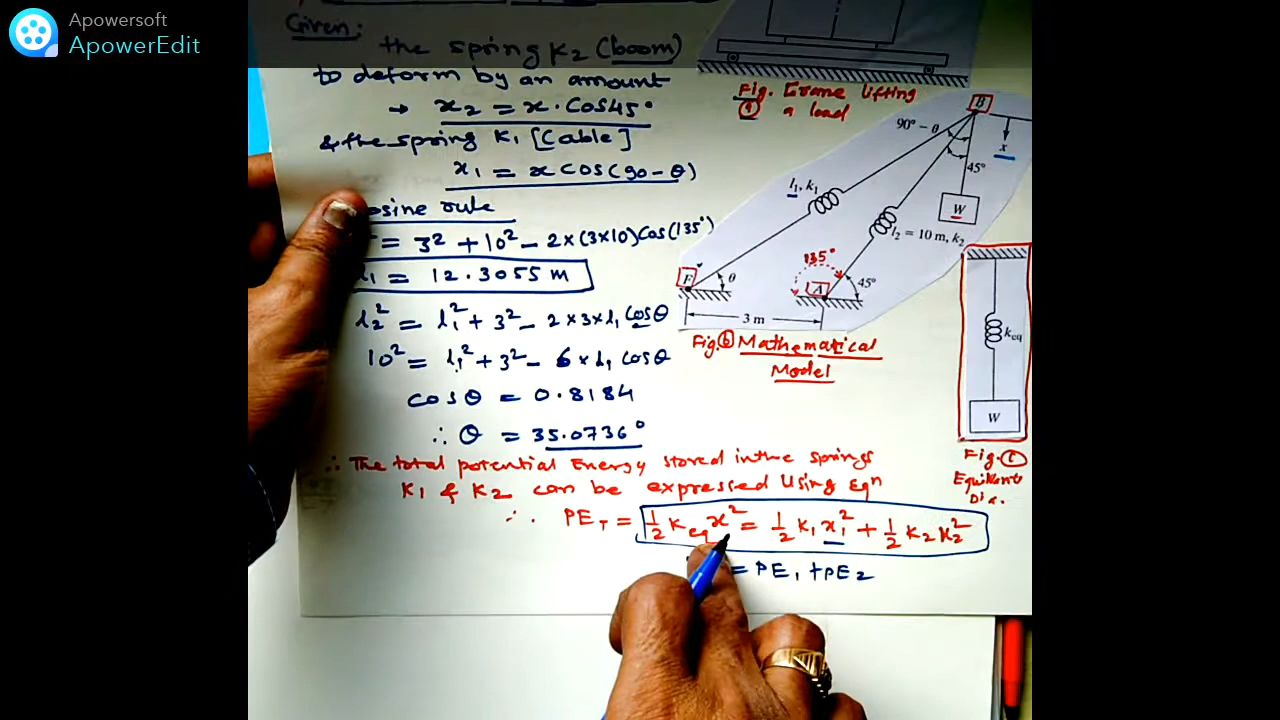 Apowersoft
ApowerEdit
Given:
the spring K2 (boom)
to deform by an amount
→ x2 = x. Cos45°
& the spring K1 [Cable]
x1 = x cos(90 - θ)
osine rule
= 3² + 10² - 2×(3×10) Cos(135°)
= 12.3055 m
l2² = l1² + 3² - 2×3×l1 Cosθ
10² = l1² + 3² - 6 × l1 cosθ
cosθ = 0.8184
∴ θ = 35.0736°
∴ The total potential Energy stored in the springs
K1 & K2 can be expressed Using Eqn
∴ PET = ½ Keq x² = ½ K1 x1² + ½ K2 x2²
= PE1 + PE2
Fig. Crane lifting
a
a load
B
90° − θ
x
45°
l1, k1
W
l2 = 10 m, k2
135°
F
θ
A
45°
3 m
Fig. b Mathematical
Model
keq
W
Fig. c